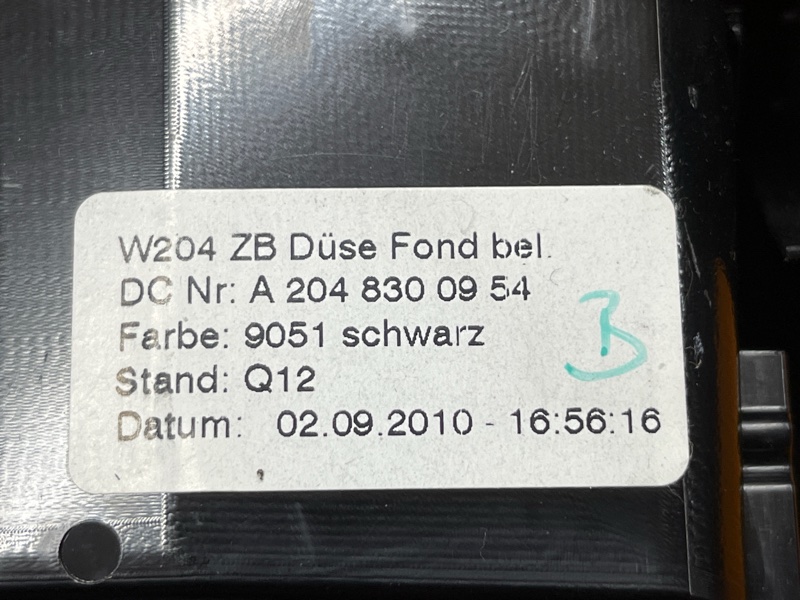 W204 ZB Düse Fond bel.
DC Nr: A 204 830 09 54
Farbe: 9051 schwarz
Stand: Q12
Datum: 02.09.2010 - 16:56:16
B